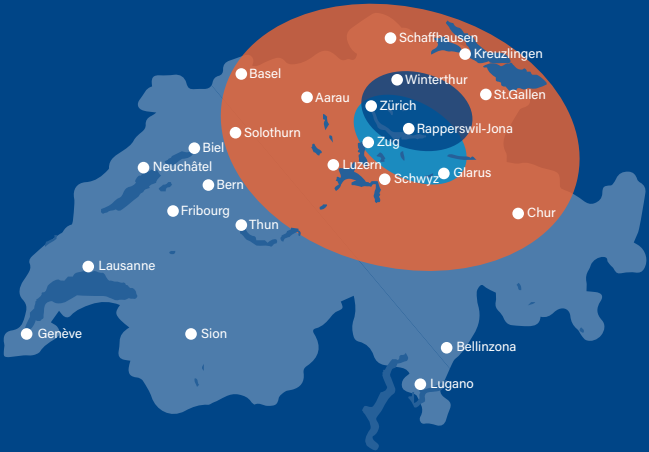 Schaffhausen
Kreuzlingen
Basel
Winterthur
St.Gallen
Aarau
Zürich
Rapperswil-Jona
Solothurn
Zug
Biel
Luzern
Neuchâtel
Glarus
Schwyz
Bern
Fribourg
Chur
Thun
Lausanne
Genève
Sion
Bellinzona
Lugano